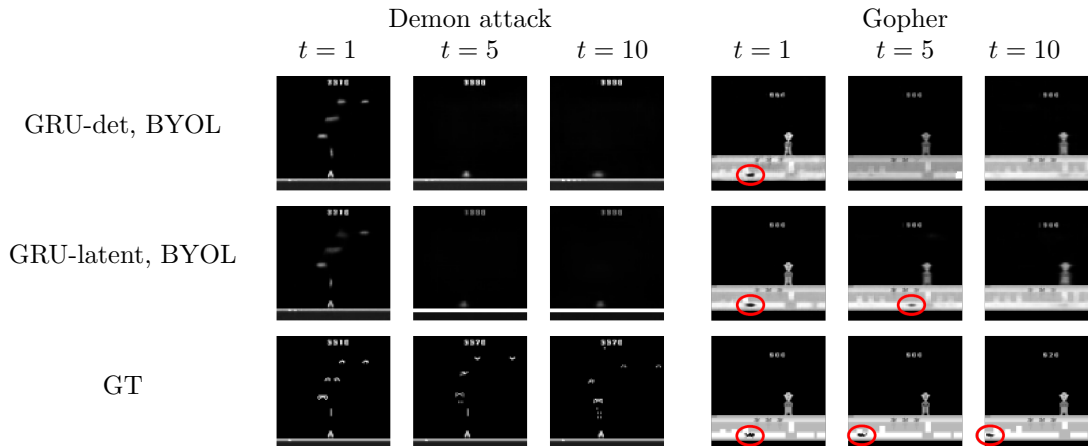 Demon attack Gopher
t = 1 t = 5 t = 10 t = 1 t = 5 t = 10
GRU-det, BYOL
GRU-latent, BYOL
GT